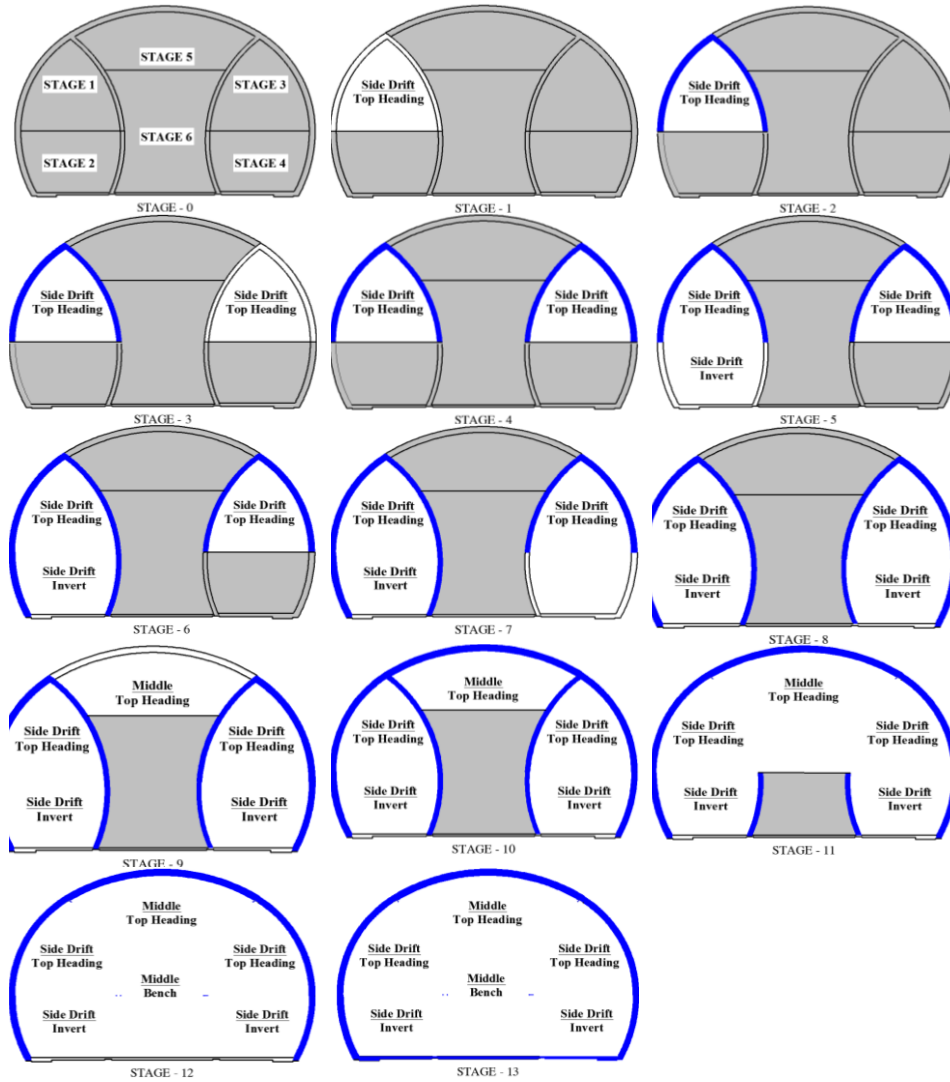 STAGE 5
STAGE 1
STAGE 3
STAGE 6
STAGE 2
STAGE 4
STAGE - 0
Side Drift
Top Heading
STAGE - 1
Side Drift
Top Heading
STAGE - 2
Side Drift
Top Heading
Side Drift
Top Heading
STAGE - 3
Side Drift
Top Heading
Side Drift
Top Heading
STAGE - 4
Side Drift
Top Heading
Side Drift
Top Heading
Side Drift
Invert
STAGE - 5
Side Drift
Top Heading
Side Drift
Top Heading
Side Drift
Invert
STAGE - 6
Side Drift
Top Heading
Side Drift
Top Heading
Side Drift
Invert
STAGE - 7
Side Drift
Top Heading
Side Drift
Top Heading
Side Drift
Invert
Side Drift
Invert
STAGE - 8
Middle
Top Heading
Side Drift
Top Heading
Side Drift
Top Heading
Side Drift
Invert
Side Drift
Invert
STAGE - 9
Middle
Top Heading
Side Drift
Top Heading
Side Drift
Top Heading
Side Drift
Invert
Side Drift
Invert
STAGE - 10
Middle
Top Heading
Side Drift
Top Heading
Side Drift
Top Heading
Side Drift
Invert
Side Drift
Invert
STAGE - 11
Middle
Top Heading
Side Drift
Top Heading
Side Drift
Top Heading
Middle
Bench
Side Drift
Invert
Side Drift
Invert
STAGE - 12
Middle
Top Heading
Side Drift
Top Heading
Side Drift
Top Heading
Middle
Bench
Side Drift
Invert
Side Drift
Invert
STAGE - 13